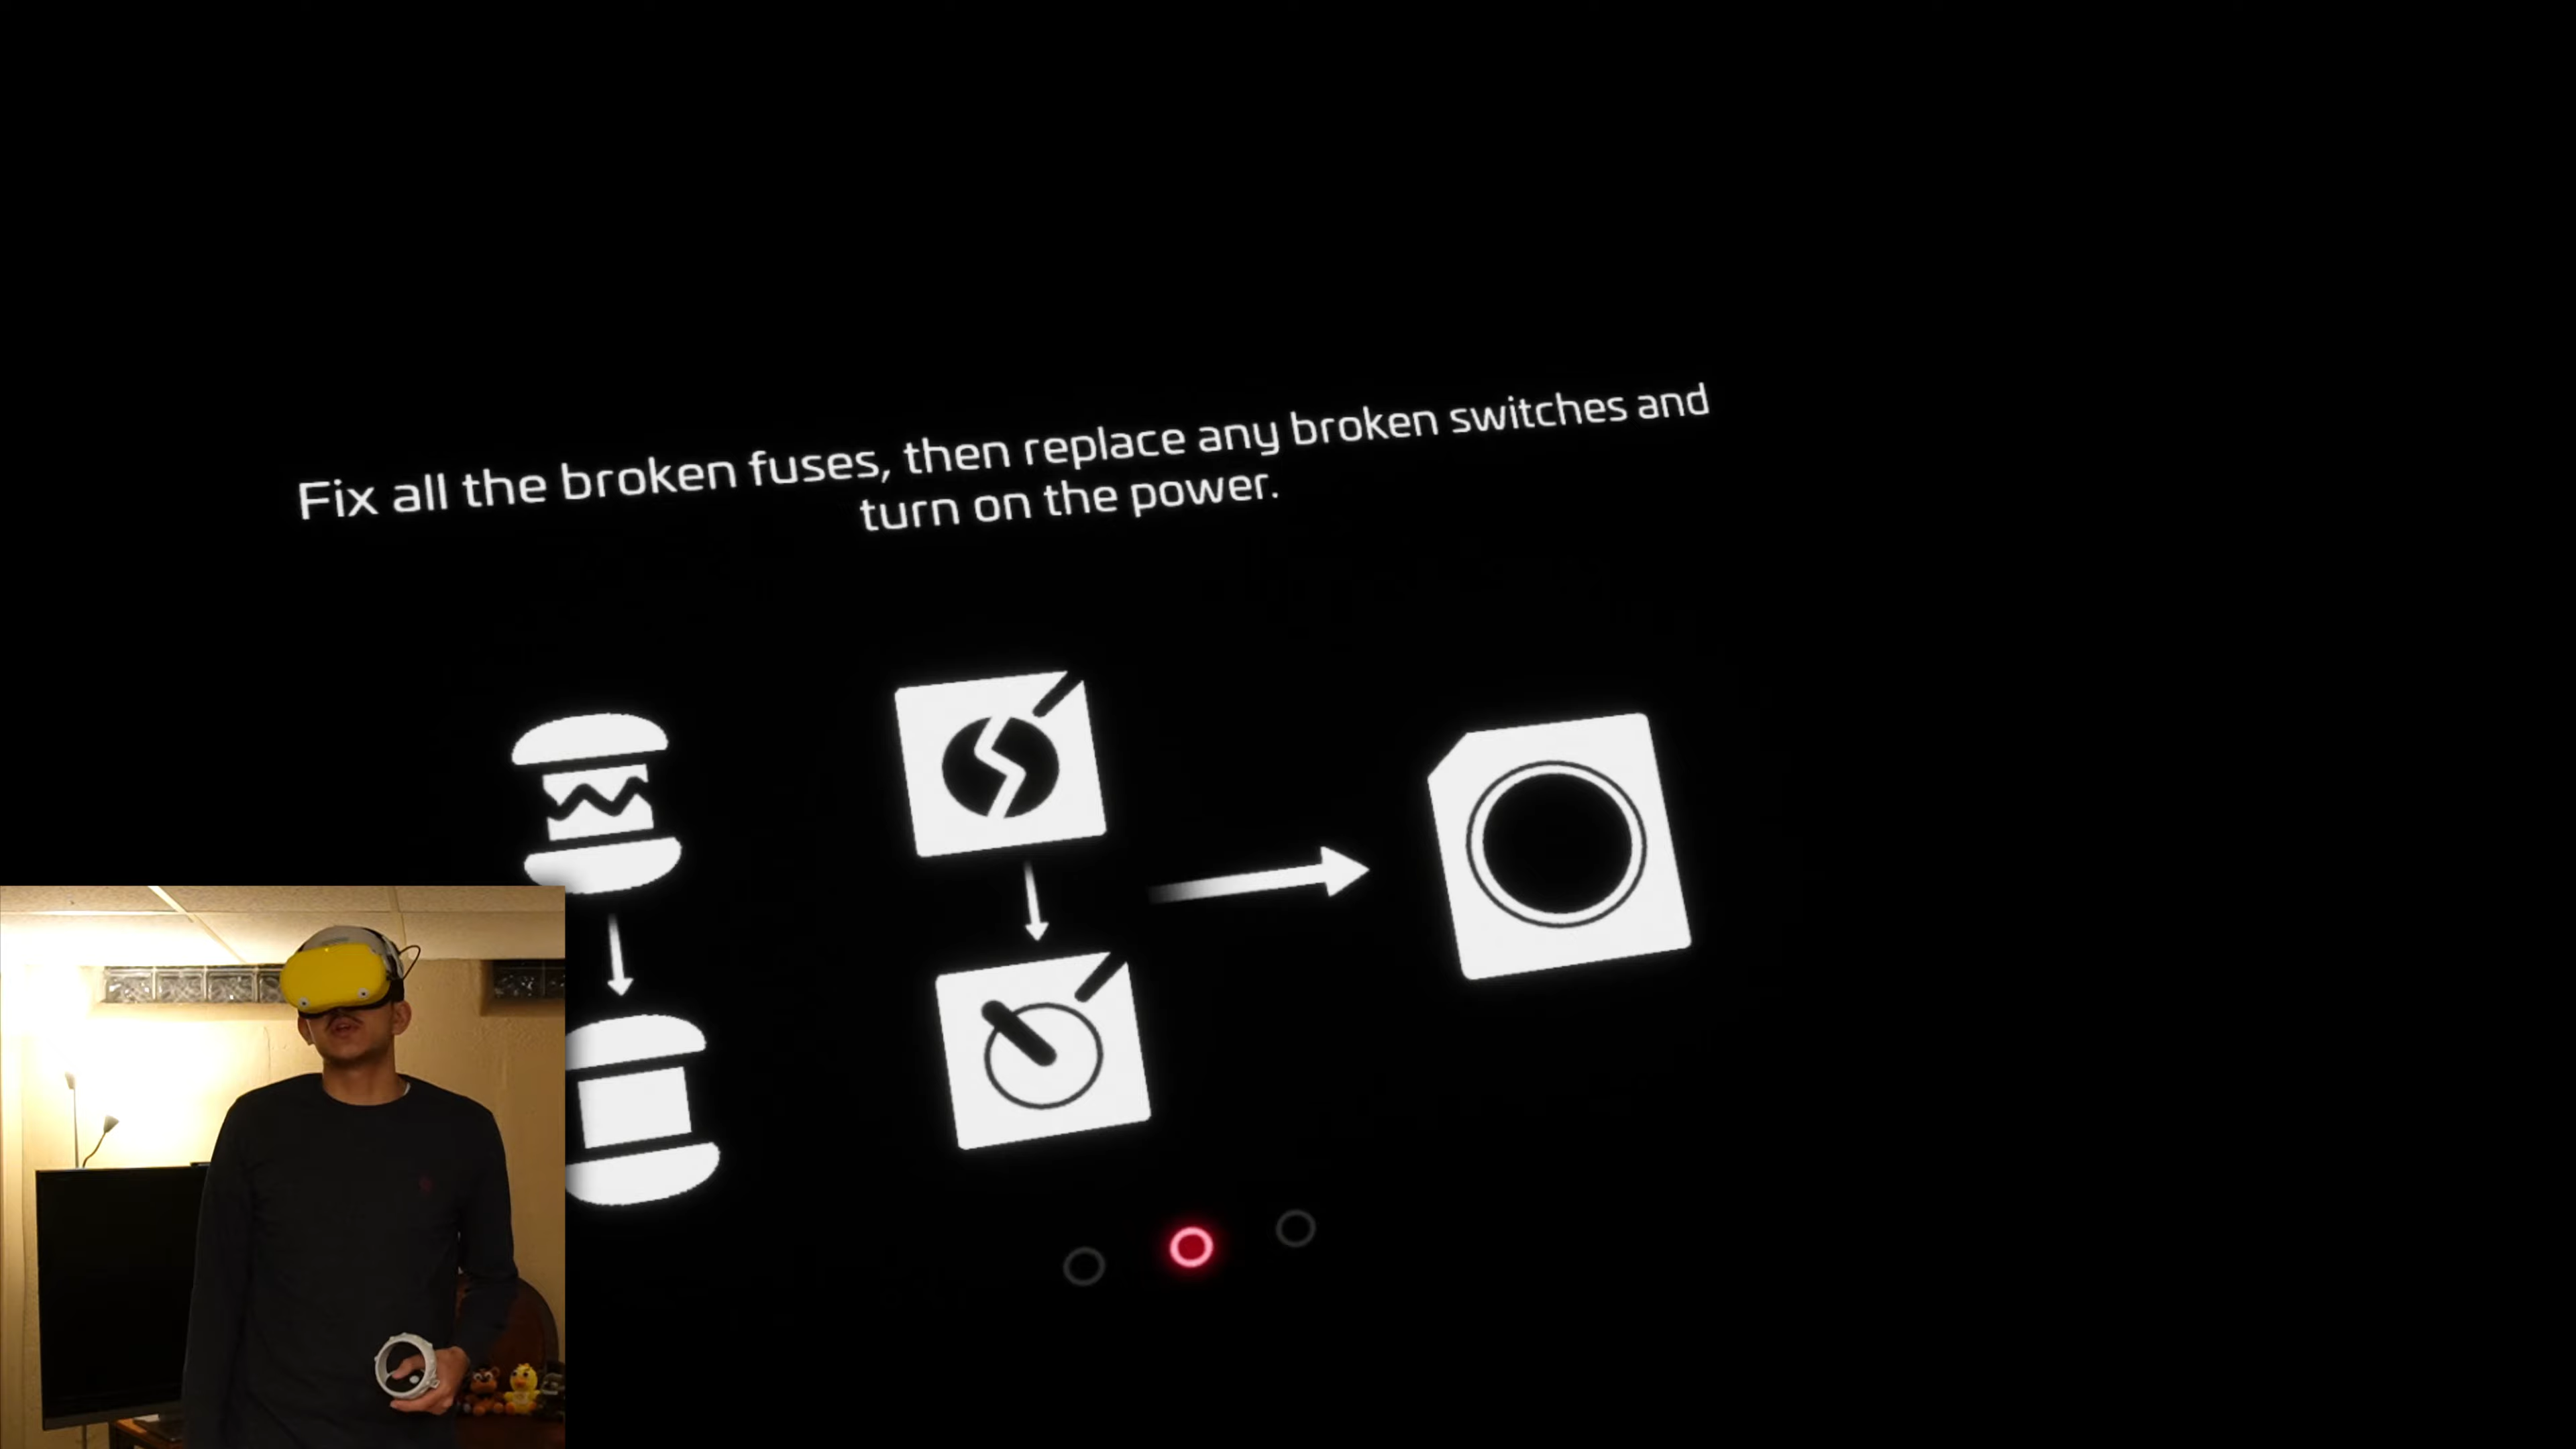 Fix all the broken fuses, then replace any broken switches and
turn on the power.